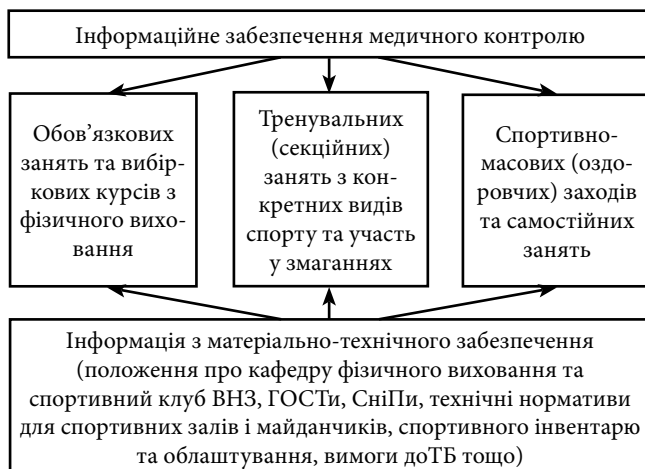 Інформаційне забезпечення медичного контролю
Обов’язкових
занять та вибір-
кових курсів з
фізичного вихо-
вання
Тренувальних
(секційних)
занять з кон-
кретних видів
спорту та участь
у змаганнях
Спортивно-
масових (оздо-
ровчих) заходів
та самостійних
занять
Інформація з матеріально-технічного забезпечення
(положення про кафедру фізичного виховання та
спортивний клуб ВНЗ, ГОСТи, СніПи, технічні нормативи
для спортивних залів і майданчиків, спортивного інвентарю
та облаштування, вимоги доТБ тощо)